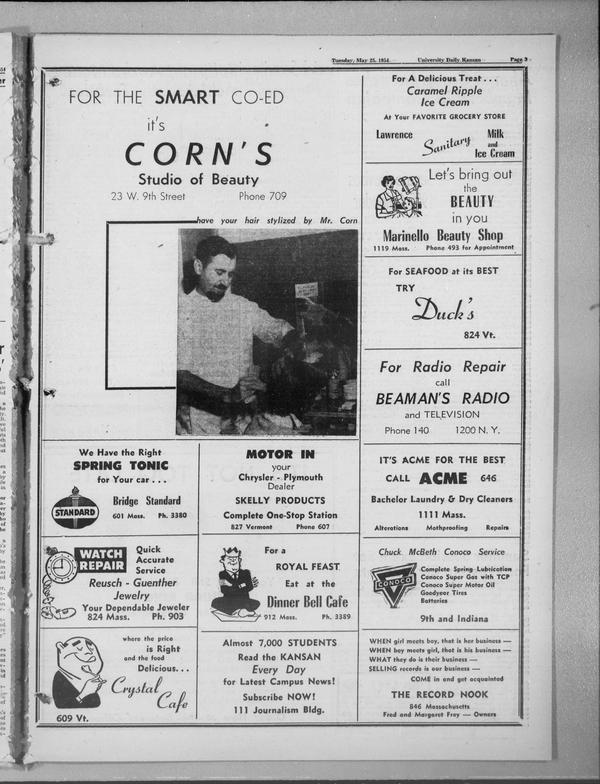 Tuesday, May 25, 1954 University Daily Kansan Page 3
FOR THE SMART CO-ED
it's
CORN'S
Studio of Beauty
23 W. 9th Street Phone 709
have your hair stylized by Mr. Corn
For A Delicious Treat...
Caramel Ripple
Ice Cream
At Your FAVORITE GROCERY STORE
Lawrence Sanitary Milk and Ice Cream
Let's bring out
the
BEAUTY
in you
Marinello Beauty Shop
1119 Mass. Phone 493 for Appointment
For SEAFOOD at its BEST
TRY
Duck's
824 Vt.
For Radio Repair
call
BEAMAN'S RADIO
and TELEVISION
Phone 140 1200 N. Y.
We Have the Right
SPRING TONIC
for Your car...
STANDARD
Bridge Standard
601 Mass. Ph. 3380
MOTOR IN
your
Chrysler - Plymouth
Dealer
SKELLY PRODUCTS
Complete One-Stop Station
827 Vermont Phone 607
IT'S ACME FOR THE BEST
CALL ACME 646
Bachelor Laundry & Dry Cleaners
1111 Mass.
Alterations Mothproofing Repairs
WATCH
REPAIR
Quick
Accurate
Service
Reusch - Guenther
Jewelry
Your Dependable Jeweler
824 Mass. Ph. 903
For a
ROYAL FEAST
Eat at the
Dinner Bell Cafe
912 Mass. Ph. 3389
Chuck McBeth Conoco Service
CONOCO
Complete Spring Lubrication
Conoco Super Gas with TCP
Conoco Super Motor Oil
Goodyear Tires
Batteries
9th and Indiana
where the price
is Right
and the food
Delicious...
Crystal
Cafe
609 Vt.
Almost 7,000 STUDENTS
Read the KANSAN
Every Day
for Latest Campus News!
Subscribe NOW!
111 Journalism Bldg.
WHEN girl meets boy, that is her business —
WHEN boy meets girl, that is his business —
WHAT they do is their business —
SELLING records is our business —
COME in and get acquainted
THE RECORD NOOK
846 Massachusetts
Fred and Margaret Frey — Owners